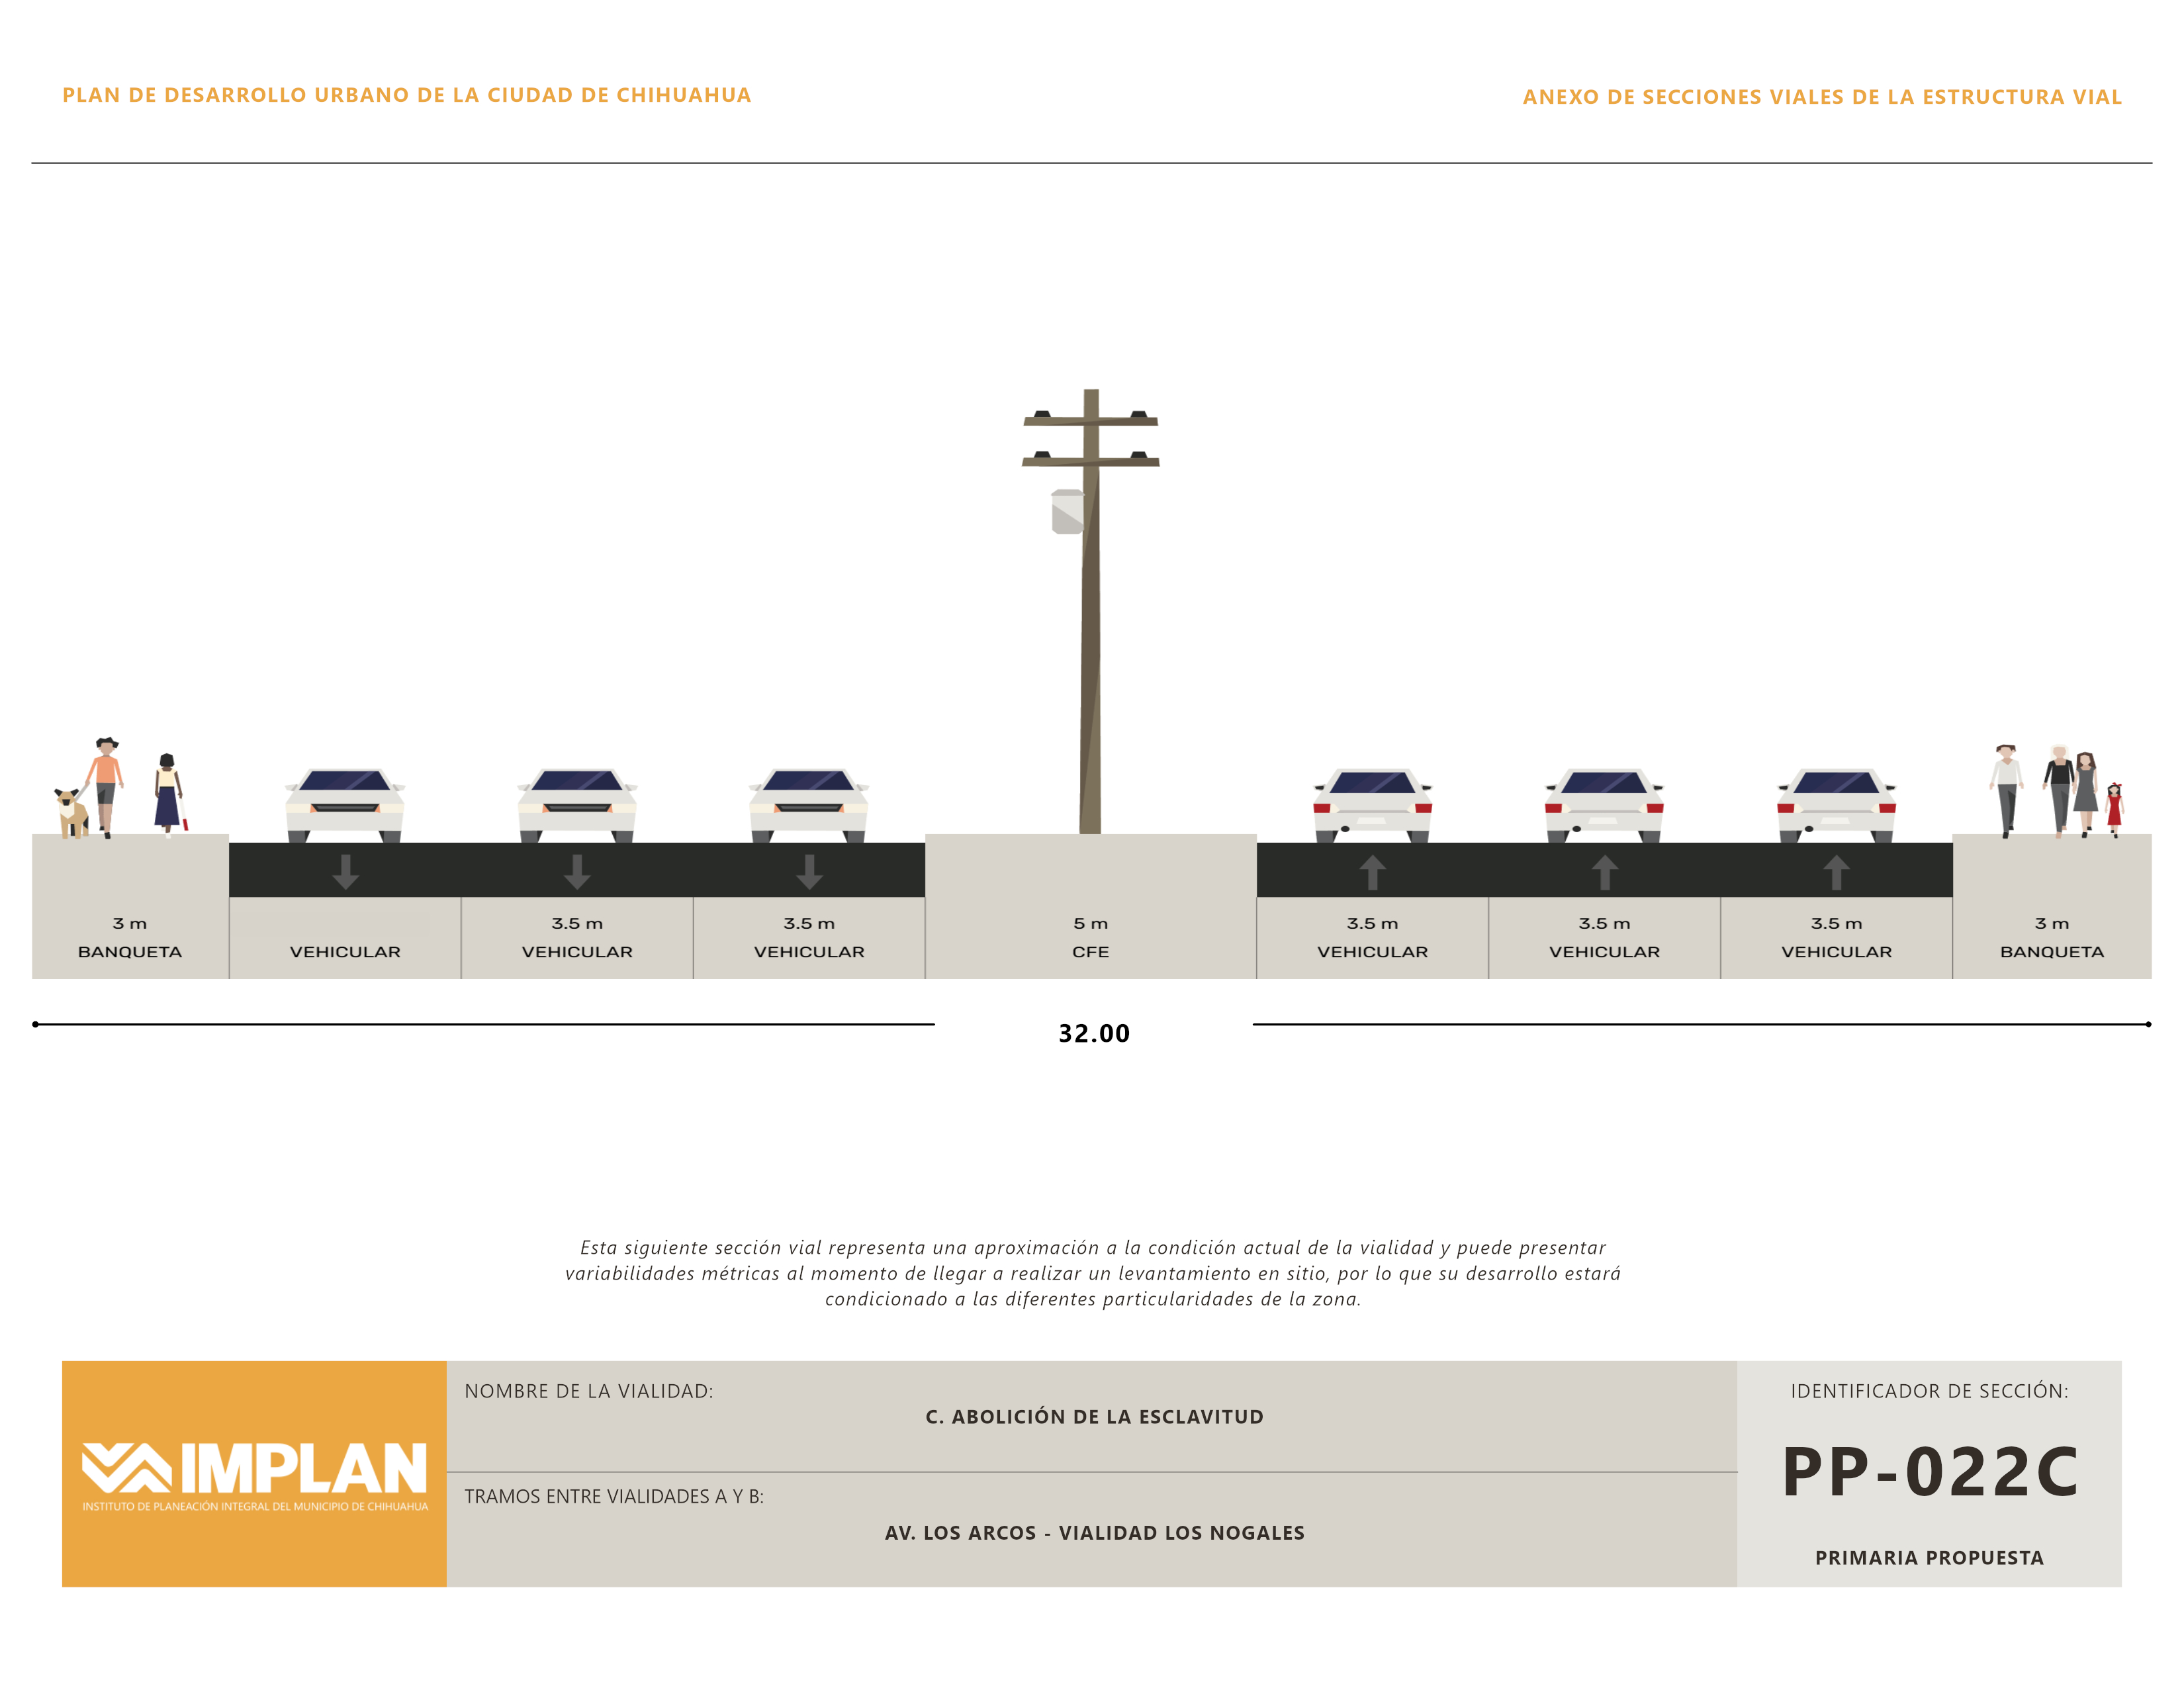 PLAN DE DESARROLLO URBANO DE LA CIUDAD DE CHIHUAHUA
ANEXO DE SECCIONES VIALES DE LA ESTRUCTURA VIAL
3 m
BANQUETA
VEHICULAR
3.5 m
VEHICULAR
3.5 m
VEHICULAR
5 m
CFE
3.5 m
VEHICULAR
3.5 m
VEHICULAR
3.5 m
VEHICULAR
3 m
BANQUETA
32.00
Esta siguiente sección vial representa una aproximación a la condición actual de la vialidad y puede presentar
variabilidades métricas al momento de llegar a realizar un levantamiento en sitio, por lo que su desarrollo estará
condicionado a las diferentes particularidades de la zona.
IMPLAN
INSTITUTO DE PLANEACIÓN INTEGRAL DEL MUNICIPIO DE CHIHUAHUA
NOMBRE DE LA VIALIDAD:
C. ABOLICIÓN DE LA ESCLAVITUD
TRAMOS ENTRE VIALIDADES A Y B:
AV. LOS ARCOS - VIALIDAD LOS NOGALES
IDENTIFICADOR DE SECCIÓN:
PP-022C
PRIMARIA PROPUESTA